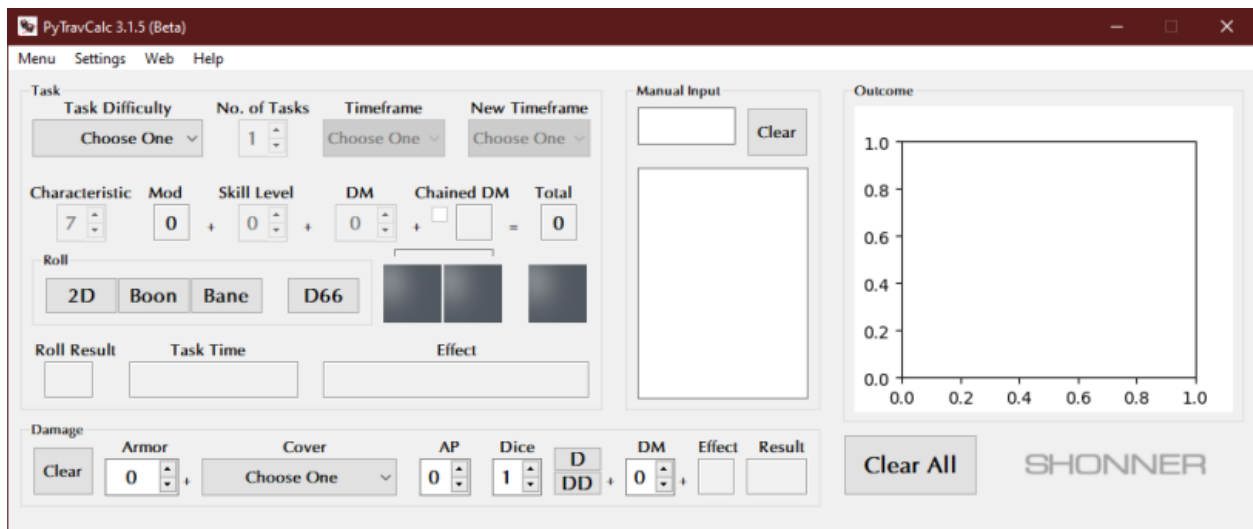 PyTravCalc 3.1.5 (Beta)
Menu Settings Web Help
Task
Task Difficulty No. of Tasks Timeframe New Timeframe
Choose One 1 Choose One Choose One
Characteristic Mod Skill Level DM Chained DM Total
7 0 + 0 + 0 + = 0
Roll
2D Boon Bane D66
Roll Result Task Time Effect
Manual Input
Clear
Outcome
1.0
0.8
0.6
0.4
0.2
0.0
0.0 0.2 0.4 0.6 0.8 1.0
Damage
Armor Cover AP Dice DM Effect Result
Clear 0 + Choose One 0 1 D DD + 0 +
Clear All
SHONNER